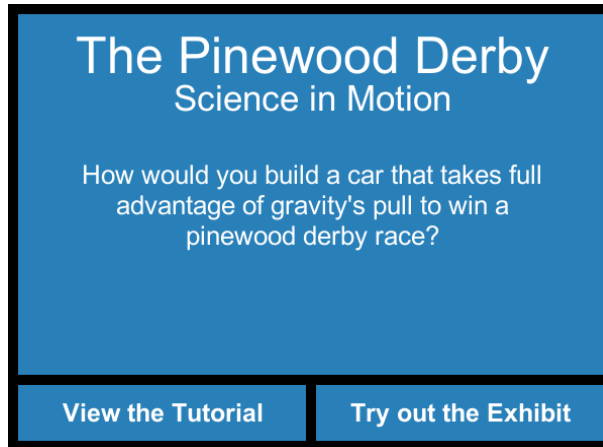 The Pinewood Derby
Science in Motion
How would you build a car that takes full
advantage of gravity's pull to win a
pinewood derby race?
View the Tutorial
Try out the Exhibit